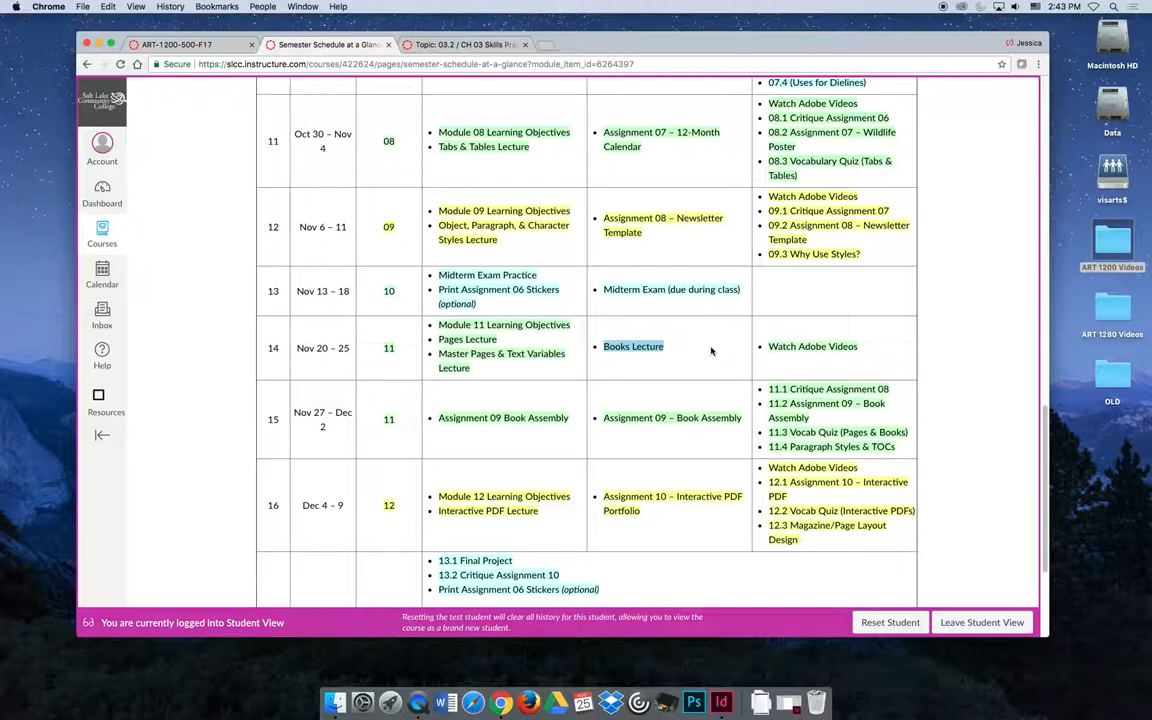 Chrome File Edit View History Bookmarks People Window Help 2:43 PM
ART-1200-500-F17 Semester Schedule at a Glanc Topic: 03.2 / CH 03 Skills Prac Jessica
Secure https://slcc.instructure.com/courses/422624/pages/semester-schedule-at-a-glance?module_item_id=6264397
Salt Lake
Community
College
Account
Dashboard
Courses
Calendar
Inbox
Help
Resources
07.4 (Uses for Dielines)
11
Oct 30 – Nov
4
08
Module 08 Learning Objectives
Tabs & Tables Lecture
Assignment 07 – 12-Month
Calendar
Watch Adobe Videos
08.1 Critique Assignment 06
08.2 Assignment 07 – Wildlife
Poster
08.3 Vocabulary Quiz (Tabs &
Tables)
12
Nov 6 – 11
09
Module 09 Learning Objectives
Object, Paragraph, & Character
Styles Lecture
Assignment 08 – Newsletter
Template
Watch Adobe Videos
09.1 Critique Assignment 07
09.2 Assignment 08 – Newsletter
Template
09.3 Why Use Styles?
13
Nov 13 – 18
10
Midterm Exam Practice
Print Assignment 06 Stickers
(optional)
Midterm Exam (due during class)
14
Nov 20 – 25
11
Module 11 Learning Objectives
Pages Lecture
Master Pages & Text Variables
Lecture
Books Lecture
Watch Adobe Videos
15
Nov 27 – Dec
2
11
Assignment 09 Book Assembly
Assignment 09 – Book Assembly
11.1 Critique Assignment 08
11.2 Assignment 09 – Book
Assembly
11.3 Vocab Quiz (Pages & Books)
11.4 Paragraph Styles & TOCs
16
Dec 4 – 9
12
Module 12 Learning Objectives
Interactive PDF Lecture
Assignment 10 – Interactive PDF
Portfolio
Watch Adobe Videos
12.1 Assignment 10 – Interactive
PDF
12.2 Vocab Quiz (Interactive PDFs)
12.3 Magazine/Page Layout
Design
13.1 Final Project
13.2 Critique Assignment 10
Print Assignment 06 Stickers (optional)
You are currently logged into Student View
Resetting the test student will clear all history for this student, allowing you to view the
course as a brand new student.
Reset Student
Leave Student View
Macintosh HD
Data
visarts$
ART 1200 Videos
ART 1280 Videos
OLD
W
25
Ps
Id